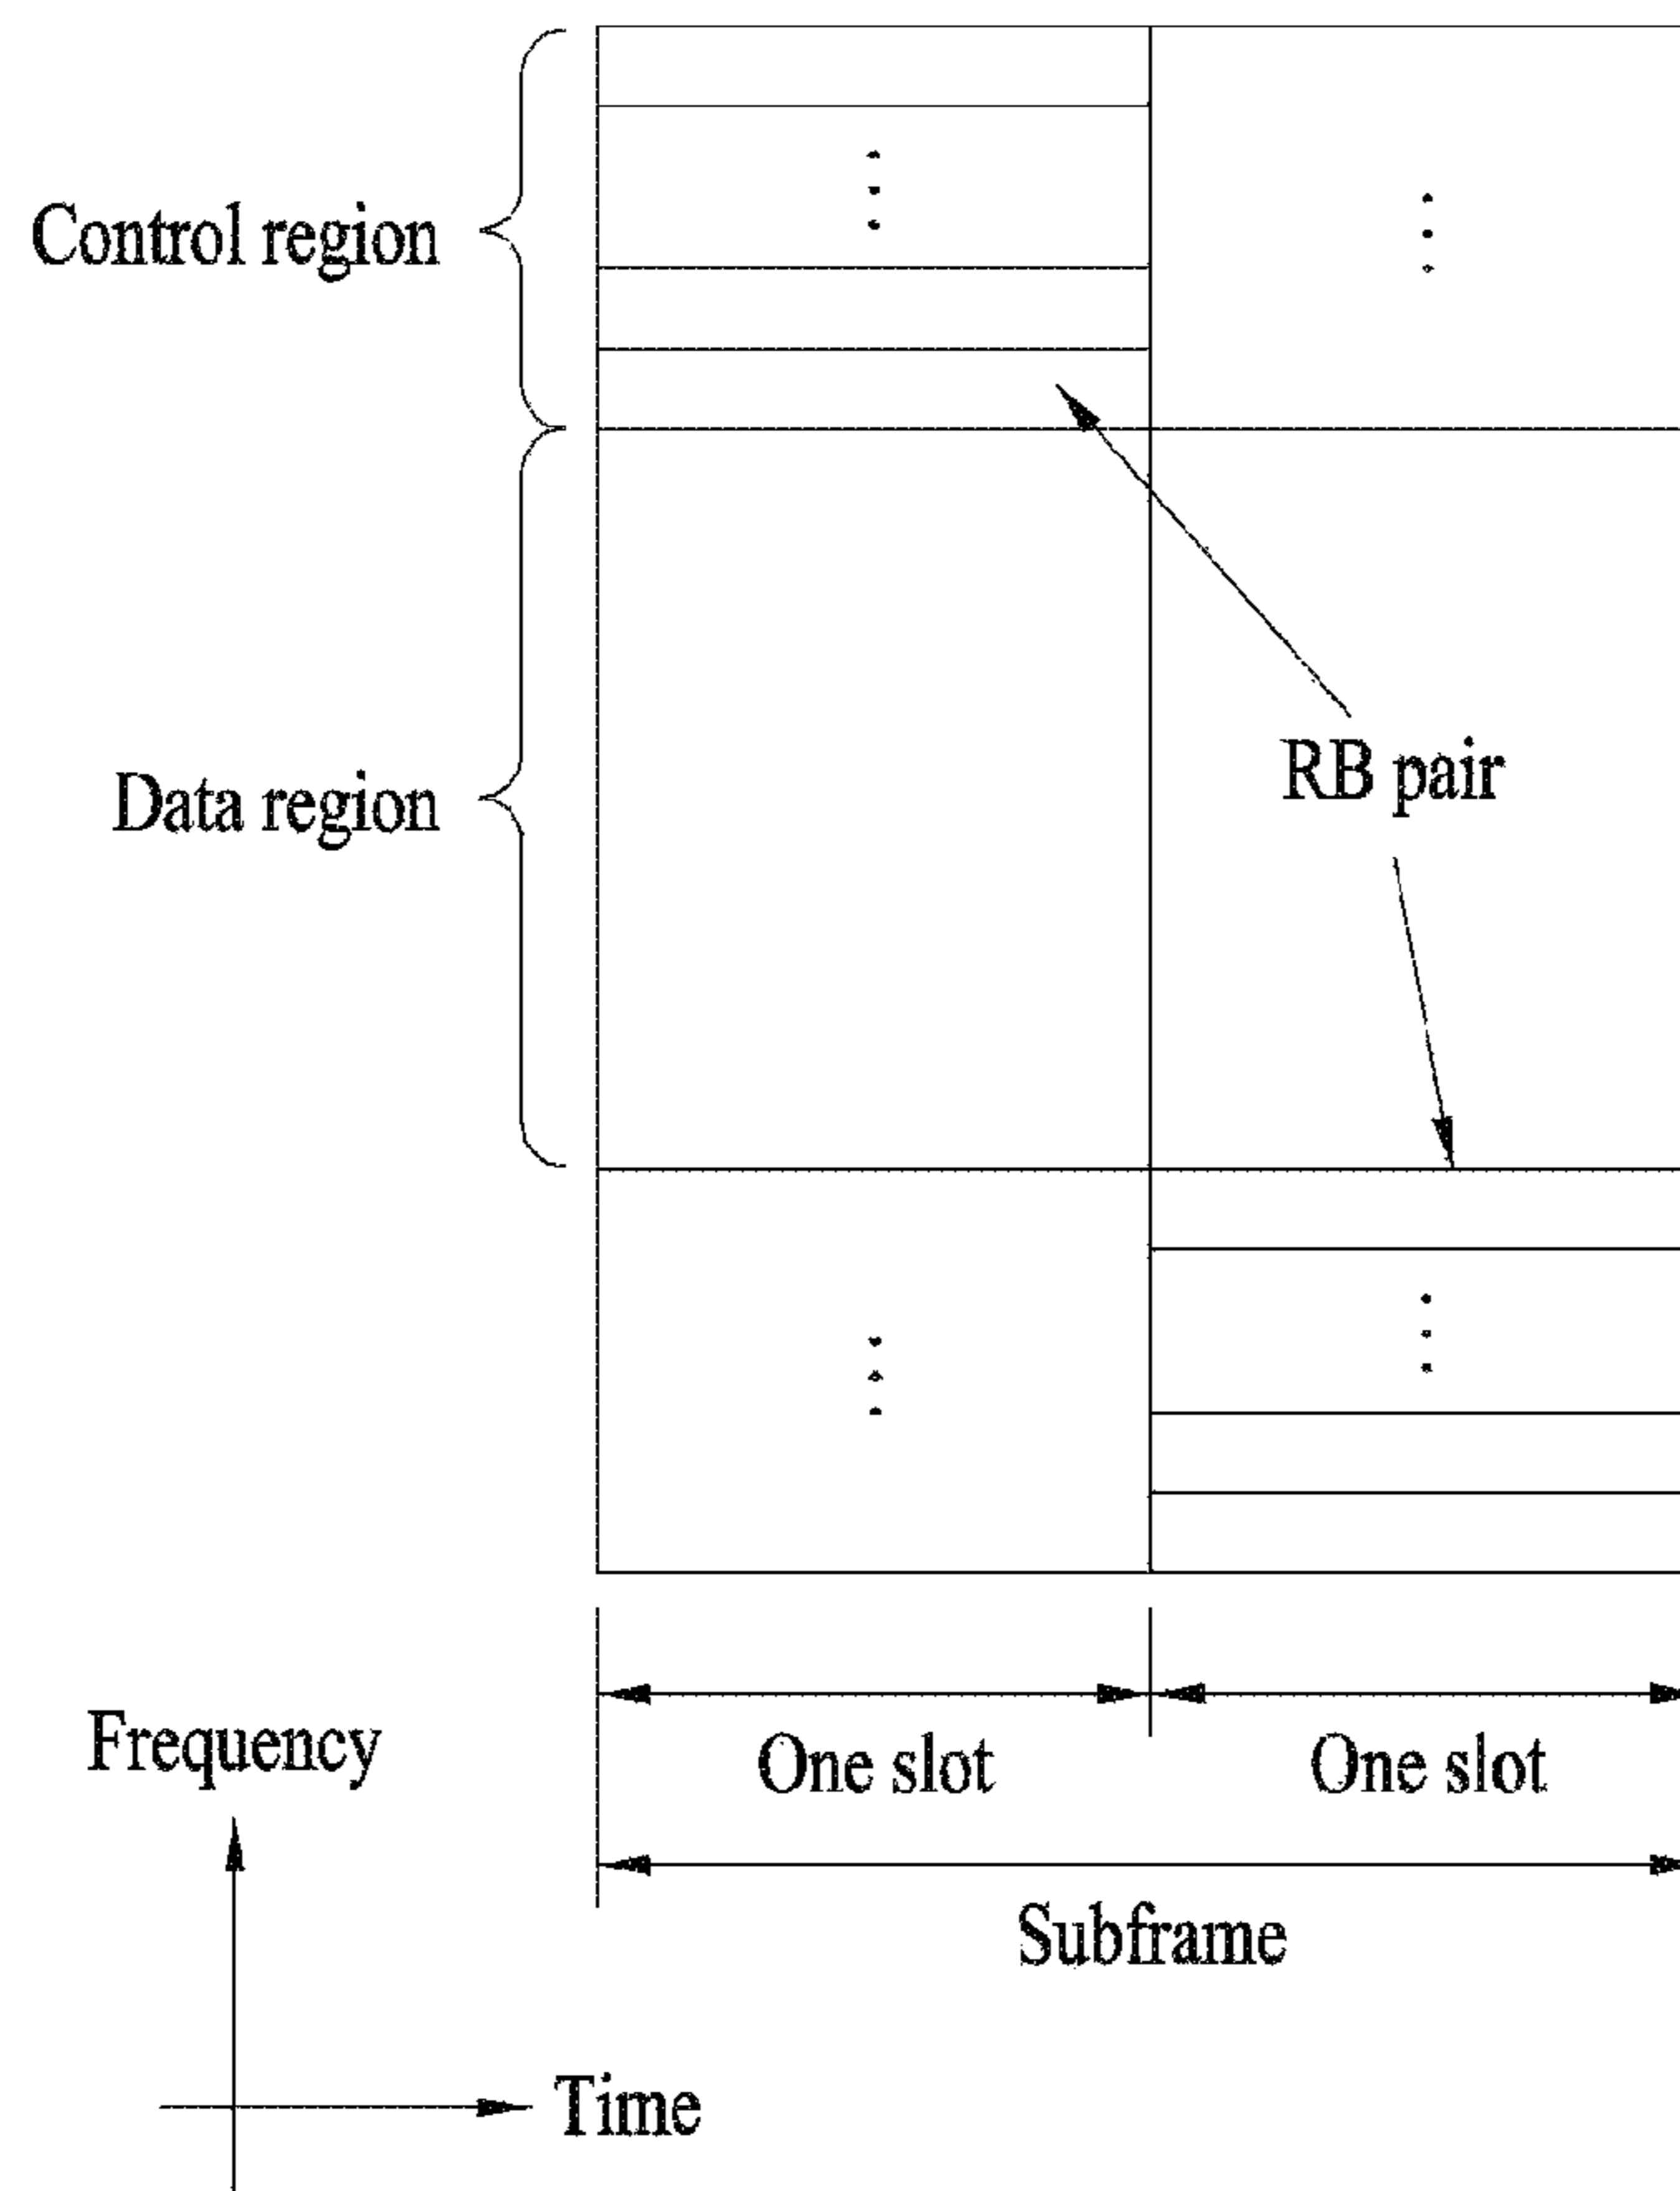 Control region
Data region
RB pair
One slot
One slot
Subframe
Frequency
Time